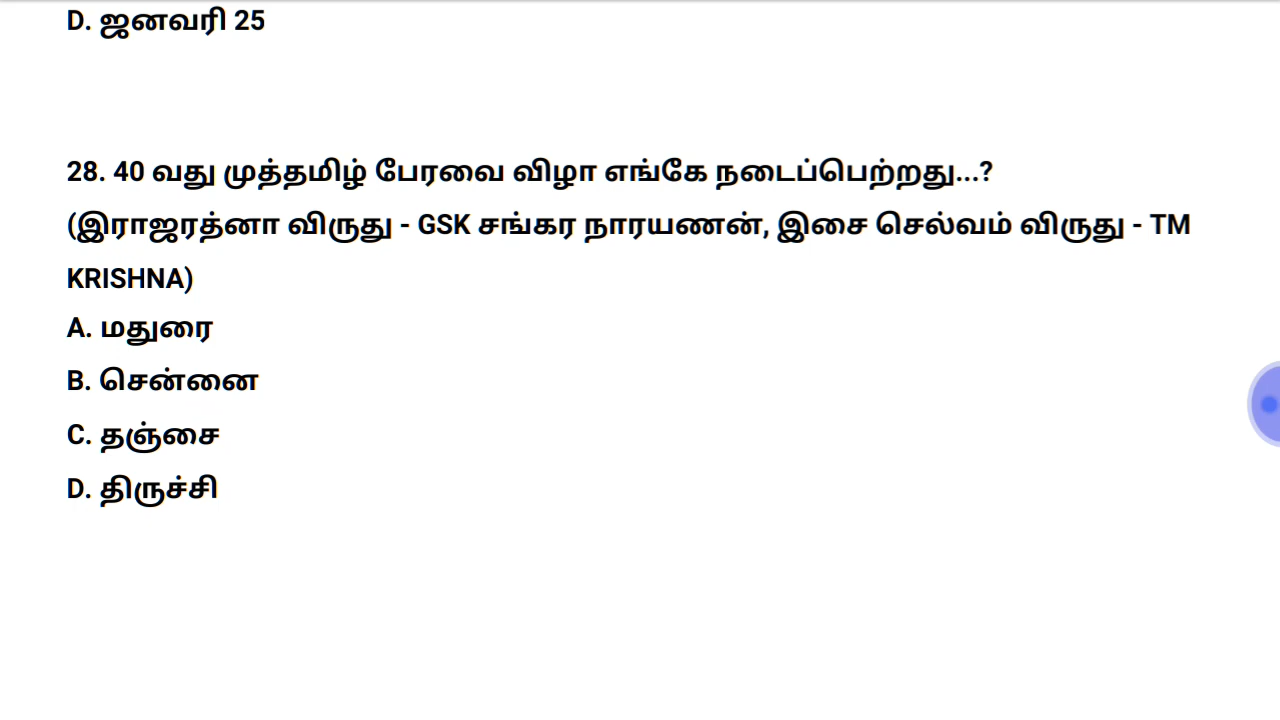 D. ஜனவரி 25
28. 40 வது முத்தமிழ் பேரவை விழா எங்கே நடைப்பெற்றது...?
(இராஜரத்னா விருது - GSK சங்கர நாரயணன், இசை செல்வம் விருது - TM
KRISHNA)
A. மதுரை
B. சென்னை
C. தஞ்சை
D. திருச்சி